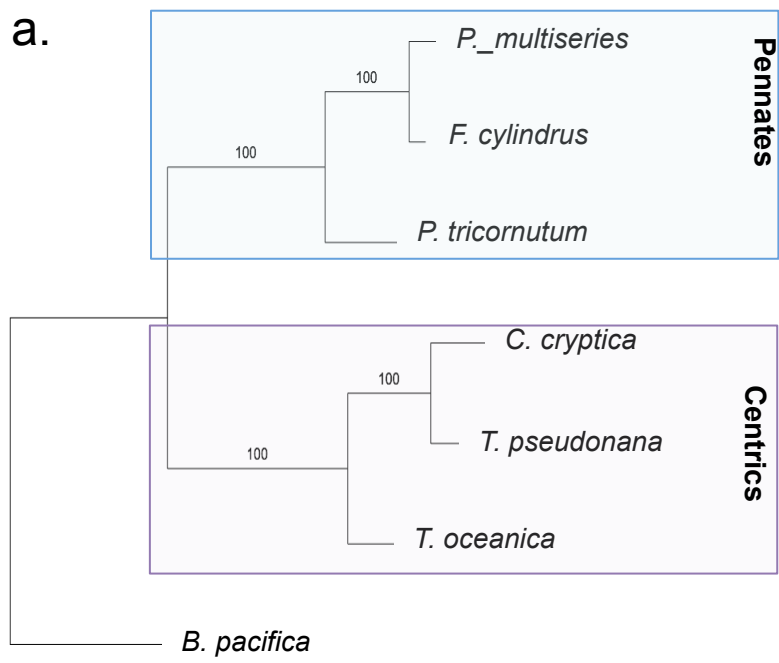 a.
P._multiseries
100
F. cylindrus
100
P. tricornutum
Pennates
C. cryptica
100
T. pseudonana
100
T. oceanica
Centrics
B. pacifica